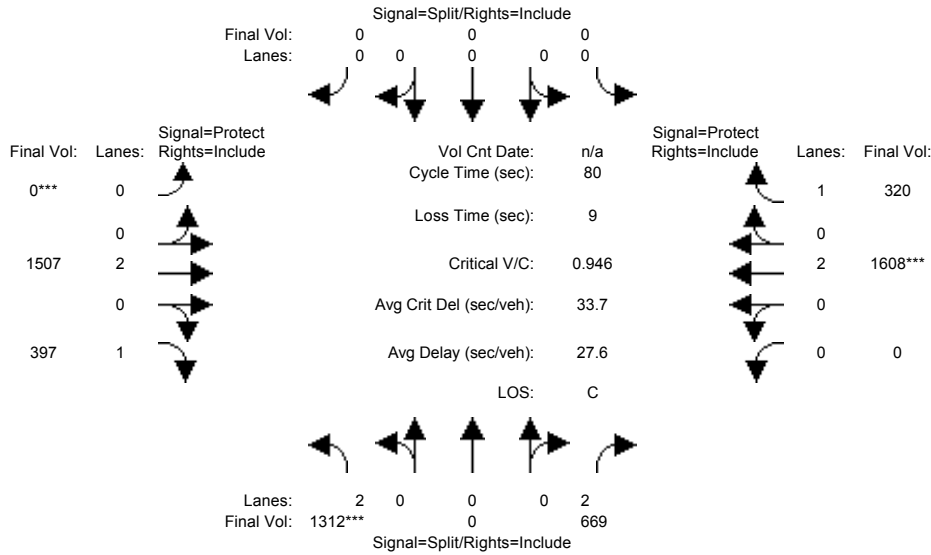 Signal=Split/Rights=Include
Final Vol: 0 0 0
Lanes: 0 0 0 0 0
Signal=Protect Signal=Protect
Final Vol: Lanes: Rights=Include Vol Cnt Date: n/a Rights=Include Lanes: Final Vol:
Cycle Time (sec): 80
0*** 0 1 320
Loss Time (sec): 9
0 0
1507 2 Critical V/C: 0.946 2 1608***
0 Avg Crit Del (sec/veh): 33.7 0
397 1 Avg Delay (sec/veh): 27.6 0 0
LOS: C
Lanes: 2 0 0 0 2
Final Vol: 1312*** 0 669
Signal=Split/Rights=Include